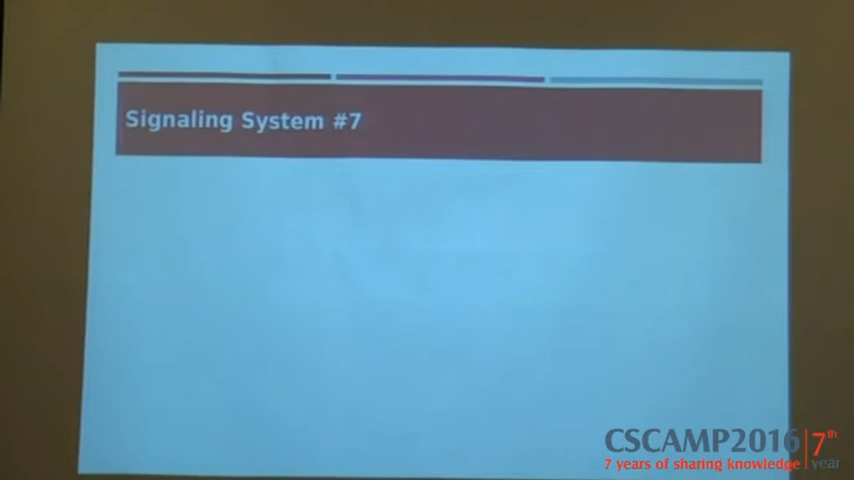 Signaling System #7
CSCAMP2016 7th
7 years of sharing knowledge year